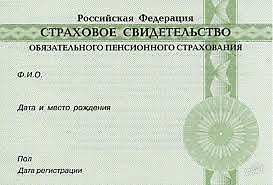 Российская Федерация
СТРАХОВОЕ СВИДЕТЕЛЬСТВО
ОБЯЗАТЕЛЬНОГО ПЕНСИОННОГО СТРАХОВАНИЯ
Ф.И.О.
Дата и место рождения
Пол
Дата регистрации